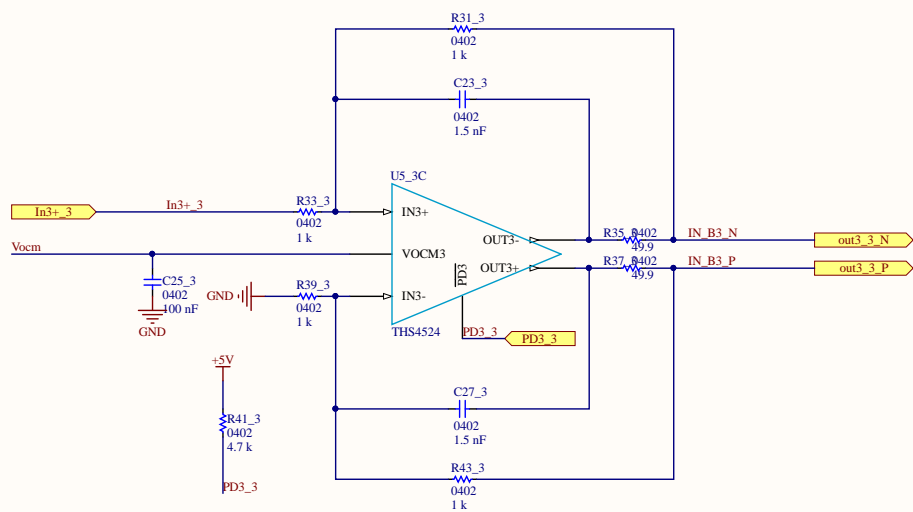 R31_3
0402
1 k
C23_3
0402
1.5 nF
U5_3C
In3+_3
In3+_3
R33_3
0402
1 k
IN3+
OUT3-
R35_3
0402
49.9
IN_B3_N
out3_3_N
Vocm
VOCM3
OUT3+
R37_3
0402
49.9
IN_B3_P
out3_3_P
C25_3
0402
100 nF
GND
GND
R39_3
0402
1 k
IN3-
PD3
THS4524
PD3_3
PD3_3
+5V
R41_3
0402
4.7 k
PD3_3
C27_3
0402
1.5 nF
R43_3
0402
1 k